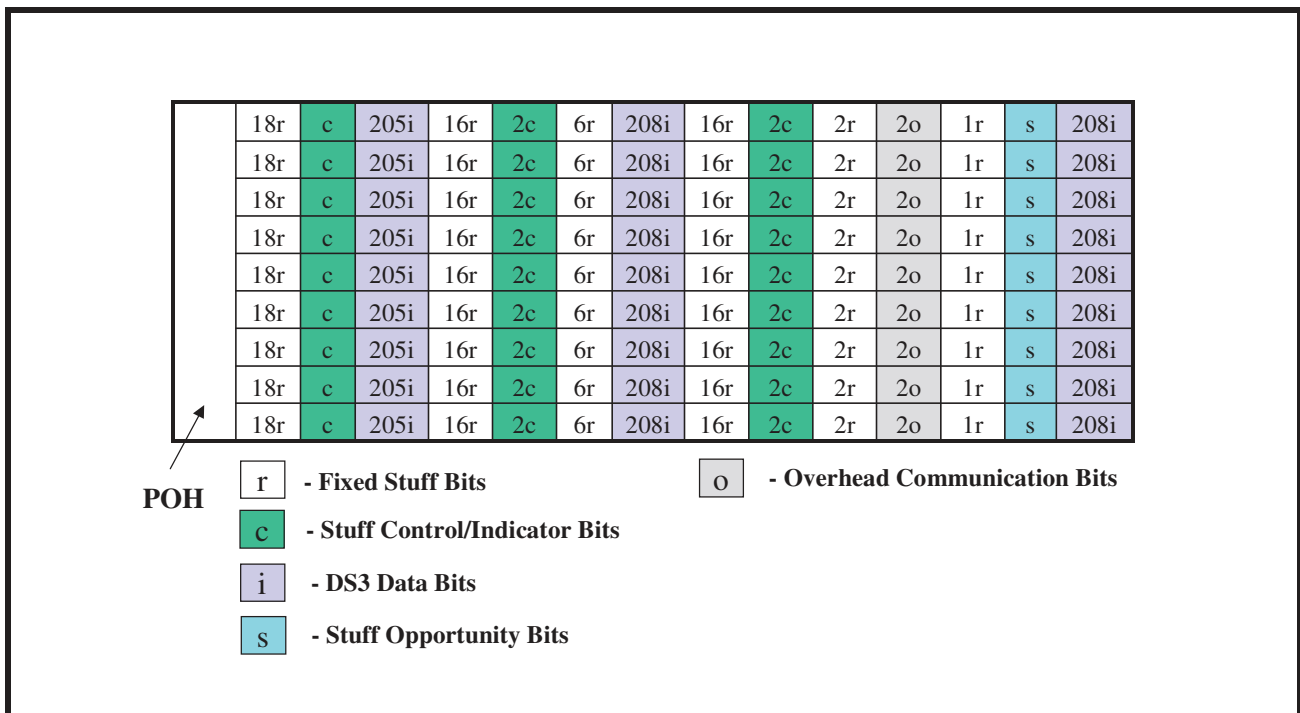 18r c 205i 16r 2c 6r 208i 16r 2c 2r 2o 1r s 208i
18r c 205i 16r 2c 6r 208i 16r 2c 2r 2o 1r s 208i
18r c 205i 16r 2c 6r 208i 16r 2c 2r 2o 1r s 208i
18r c 205i 16r 2c 6r 208i 16r 2c 2r 2o 1r s 208i
18r c 205i 16r 2c 6r 208i 16r 2c 2r 2o 1r s 208i
18r c 205i 16r 2c 6r 208i 16r 2c 2r 2o 1r s 208i
18r c 205i 16r 2c 6r 208i 16r 2c 2r 2o 1r s 208i
18r c 205i 16r 2c 6r 208i 16r 2c 2r 2o 1r s 208i
18r c 205i 16r 2c 6r 208i 16r 2c 2r 2o 1r s 208i
POH
r - Fixed Stuff Bits
o - Overhead Communication Bits
c - Stuff Control/Indicator Bits
i - DS3 Data Bits
s - Stuff Opportunity Bits